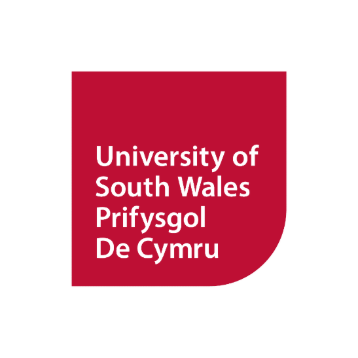 University of
South Wales
Prifysgol
De Cymru